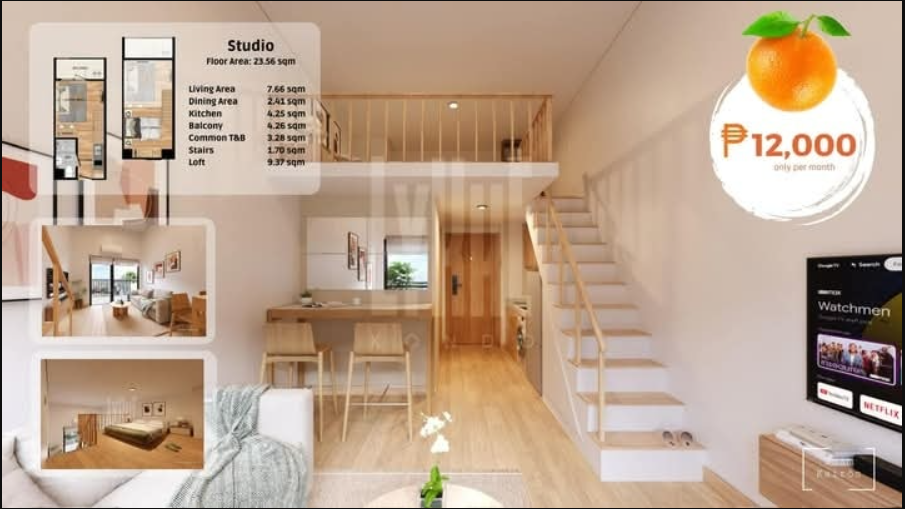 Studio
Floor Area: 23.56 sqm
Living Area 7.66 sqm
Dining Area 2.41 sqm
Kitchen 4.25 sqm
Balcony 4.26 sqm
Common T&B 3.28 sqm
Stairs 1.70 sqm
Loft 9.37 sqm
₱12,000
only per month
Search
Watchmen
NETFLIX
XONDO